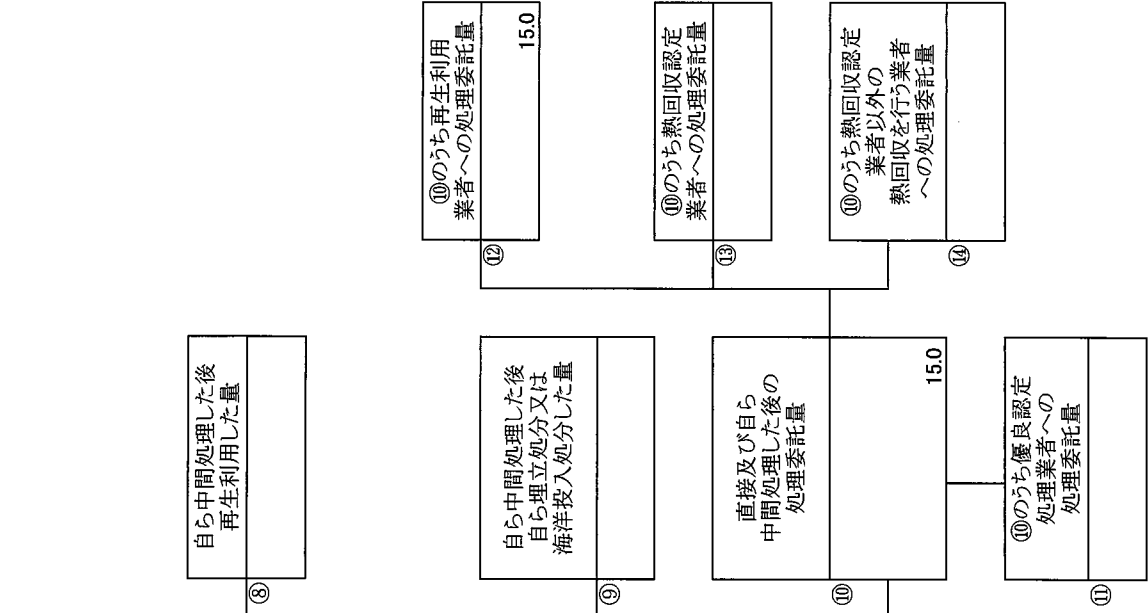 ⑧
自ら中間処理した後
再生利用した量
⑨
自ら中間処理した後
自ら埋立処分又は
海洋投入処分した量
⑩
直接及び自ら
中間処理した後の
処理委託量
15.0
⑪
⑩のうち優良認定
処理業者への
処理委託量
⑫
⑩のうち再生利用
業者への処理委託量
15.0
⑬
⑩のうち熱回収認定
業者への処理委託量
⑭
⑩のうち熱回収認定
業者以外の
熱回収を行う業者
への処理委託量